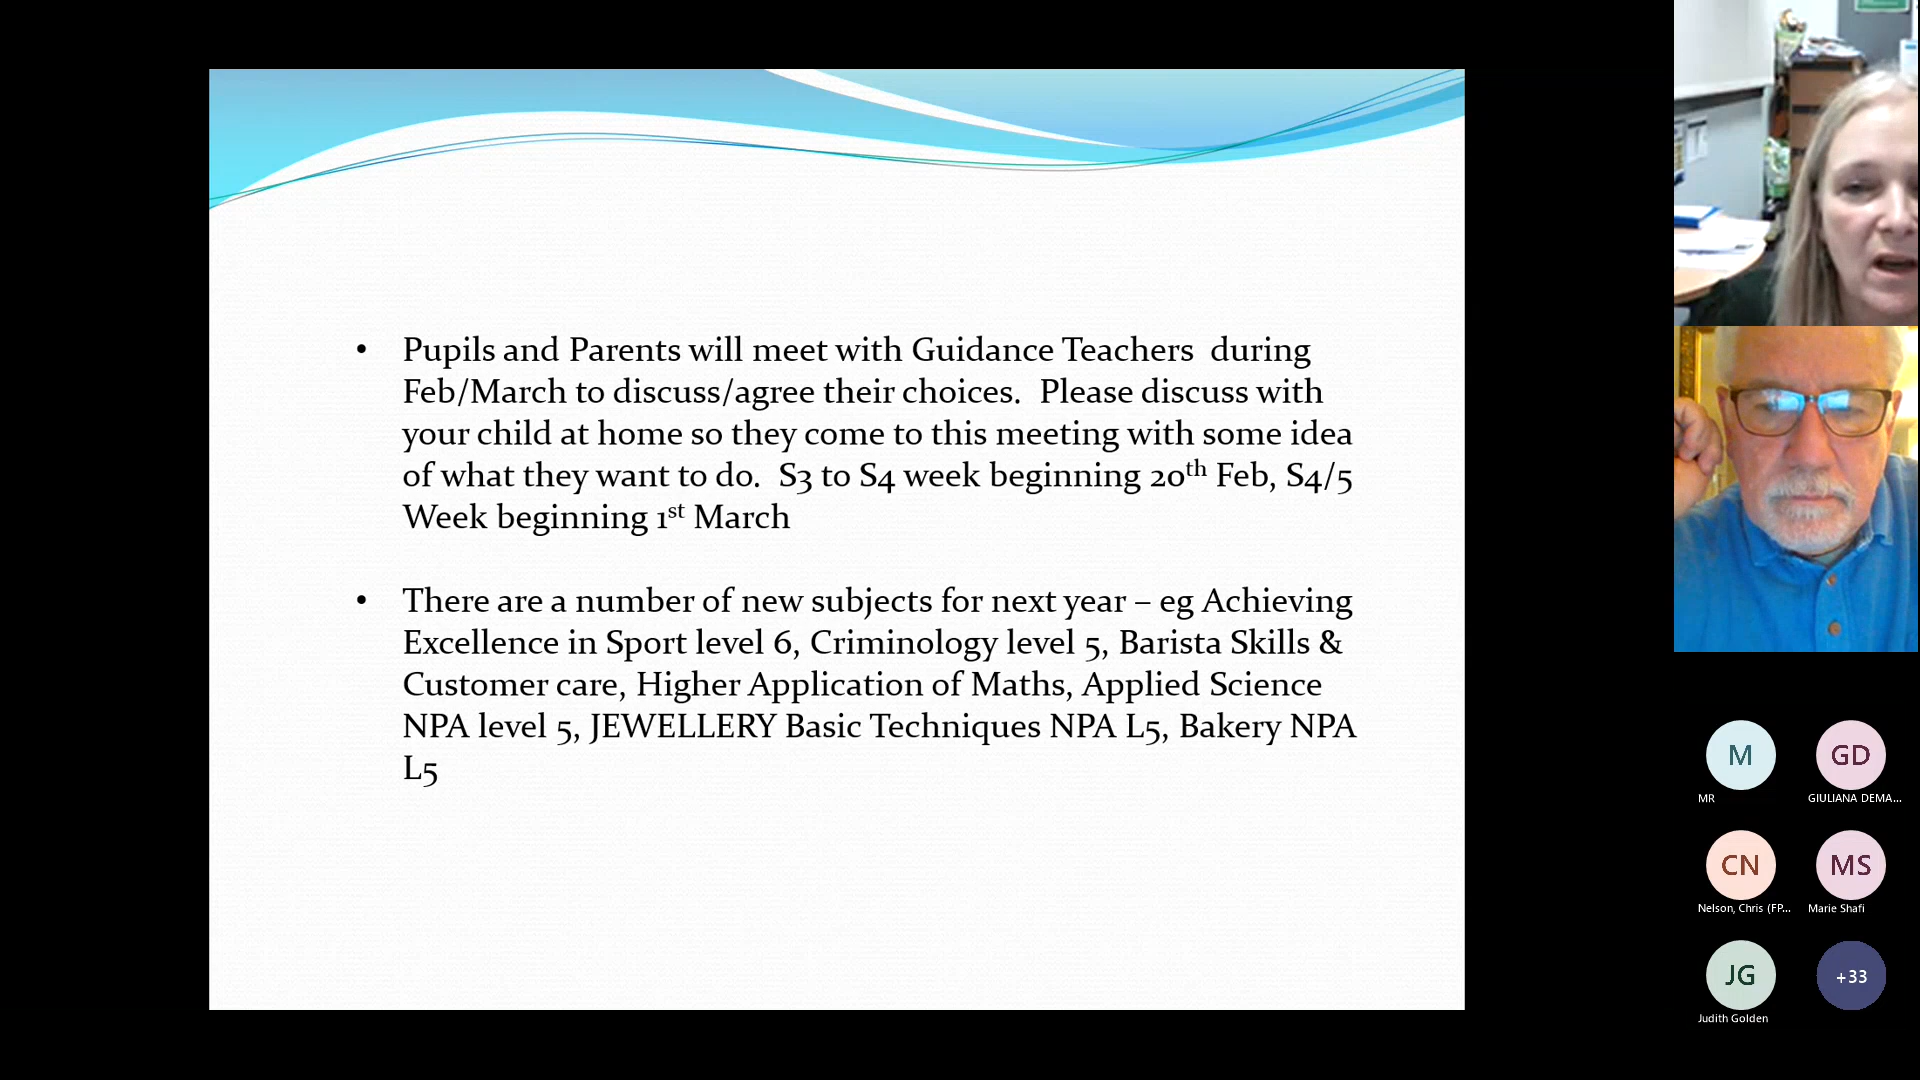 • Pupils and Parents will meet with Guidance Teachers  during
Feb/March to discuss/agree their choices.  Please discuss with
your child at home so they come to this meeting with some idea
of what they want to do.  S3 to S4 week beginning 20th Feb, S4/5
Week beginning 1st March
• There are a number of new subjects for next year – eg Achieving
Excellence in Sport level 6, Criminology level 5, Barista Skills &
Customer care, Higher Application of Maths, Applied Science
NPA level 5, JEWELLERY Basic Techniques NPA L5, Bakery NPA
L5
M
MR
GD
GIULIANA DEMA...
CN
Nelson, Chris (FP...
MS
Marie Shafi
JG
Judith Golden
+33